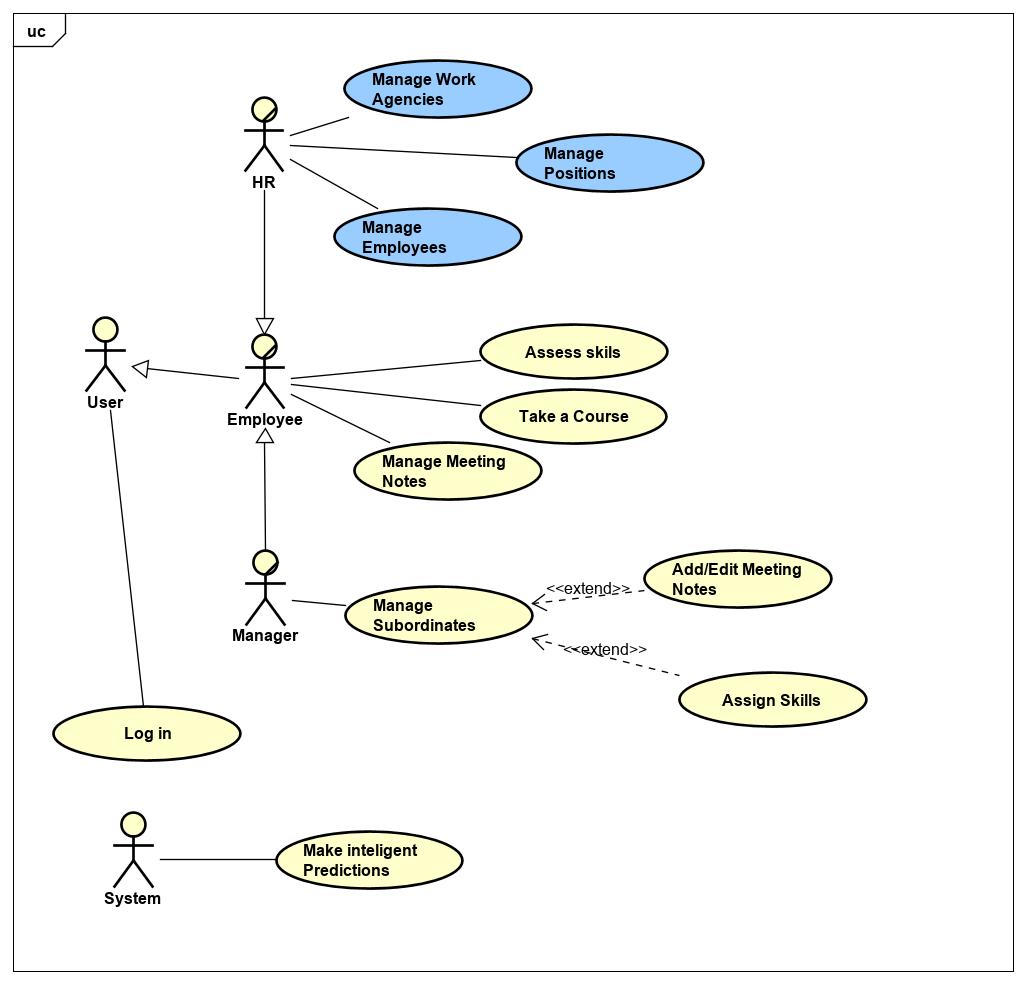 uc
Manage Work
Agencies
HR
Manage
Positions
Manage
Employees
User
Employee
Assess skils
Take a Course
Manage Meeting
Notes
Manager
Manage
Subordinates
<<extend>>
Add/Edit Meeting
Notes
<<extend>>
Assign Skills
Log in
System
Make inteligent
Predictions